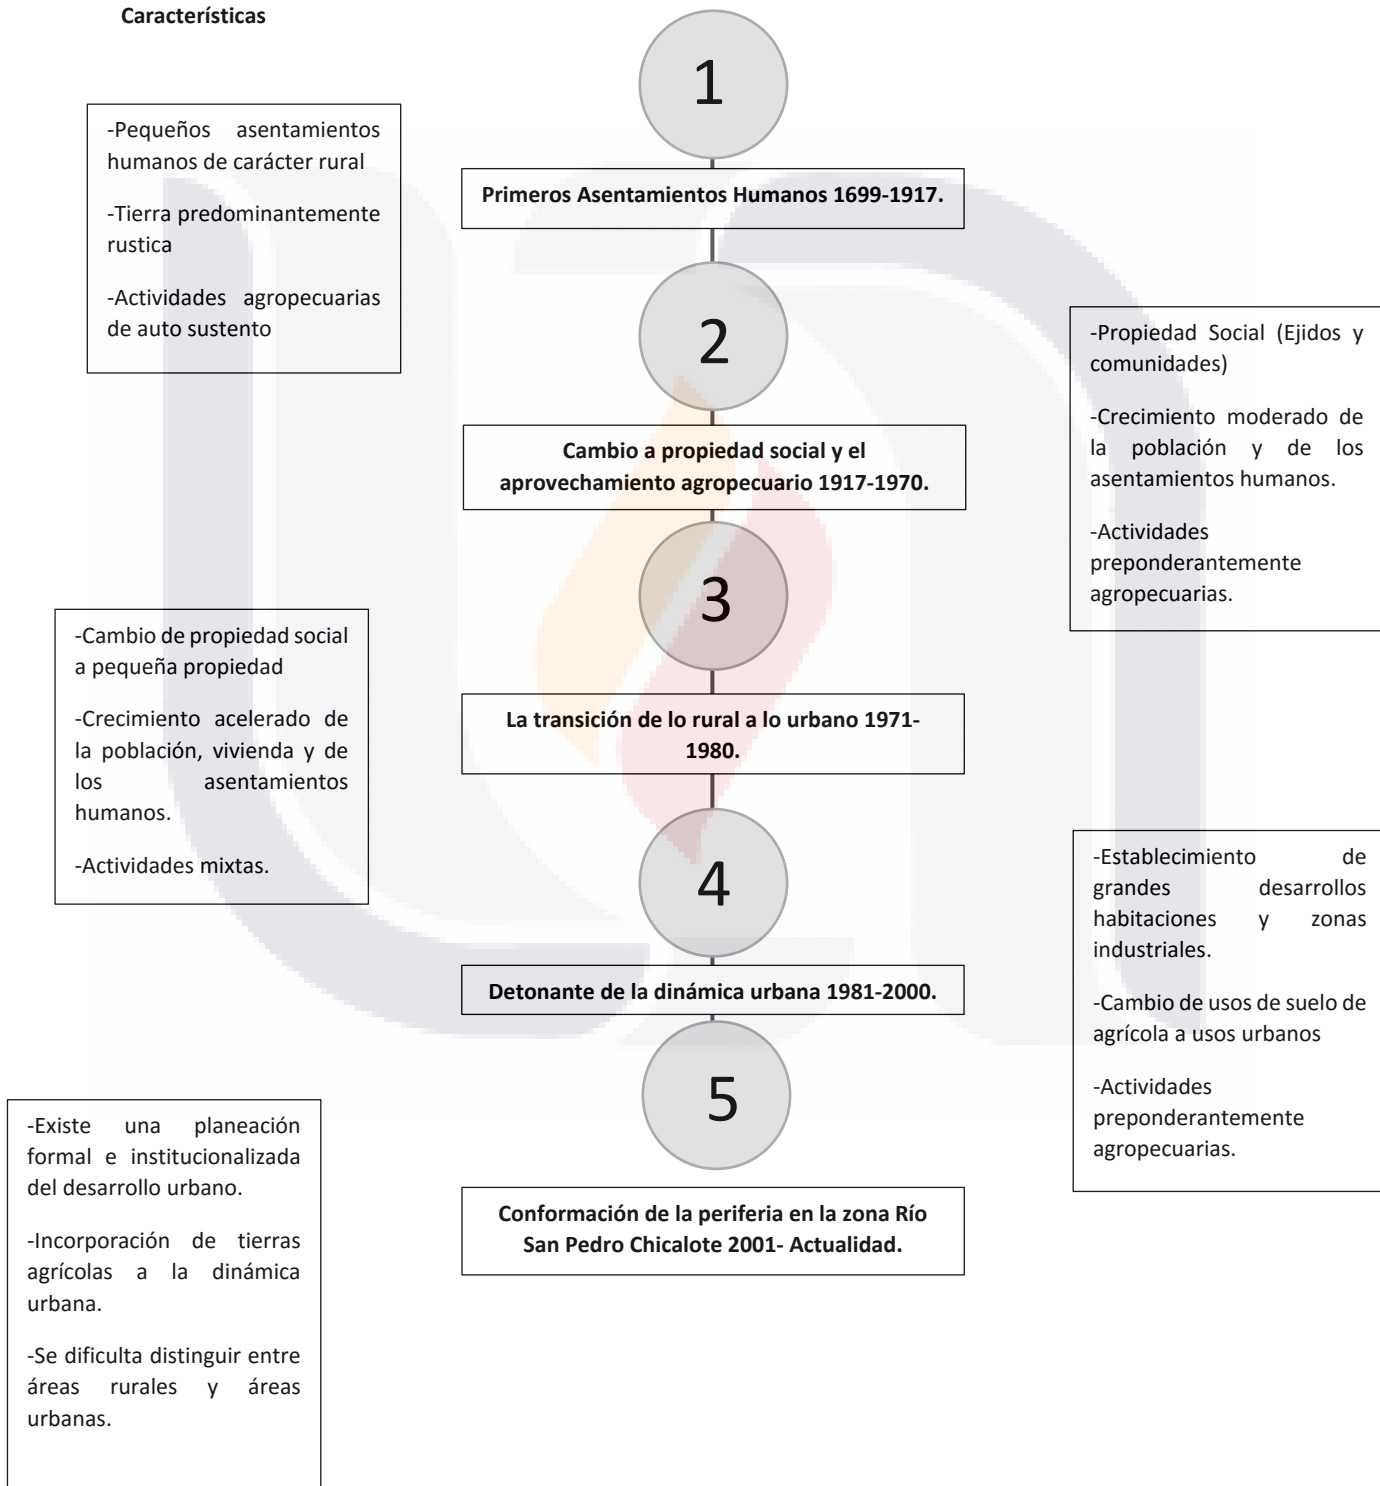 Características
1
-Pequeños asentamientos
humanos de carácter rural
-Tierra predominantemente
rustica
-Actividades agropecuarias
de auto sustento
Primeros Asentamientos Humanos 1699-1917.
2
-Propiedad Social (Ejidos y
comunidades)
-Crecimiento moderado de
la población y de los
asentamientos humanos.
-Actividades
preponderantemente
agropecuarias.
Cambio a propiedad social y el
aprovechamiento agropecuario 1917-1970.
3
-Cambio de propiedad social
a pequeña propiedad
-Crecimiento acelerado de
la población, vivienda y de
los asentamientos
humanos.
-Actividades mixtas.
La transición de lo rural a lo urbano 1971-
1980.
4
-Establecimiento de
grandes desarrollos
habitaciones y zonas
industriales.
-Cambio de usos de suelo de
agrícola a usos urbanos
-Actividades
preponderantemente
agropecuarias.
Detonante de la dinámica urbana 1981-2000.
5
-Existe una planeación
formal e institucionalizada
del desarrollo urbano.
-Incorporación de tierras
agrícolas a la dinámica
urbana.
-Se dificulta distinguir entre
áreas rurales y áreas
urbanas.
Conformación de la periferia en la zona Río
San Pedro Chicalote 2001- Actualidad.